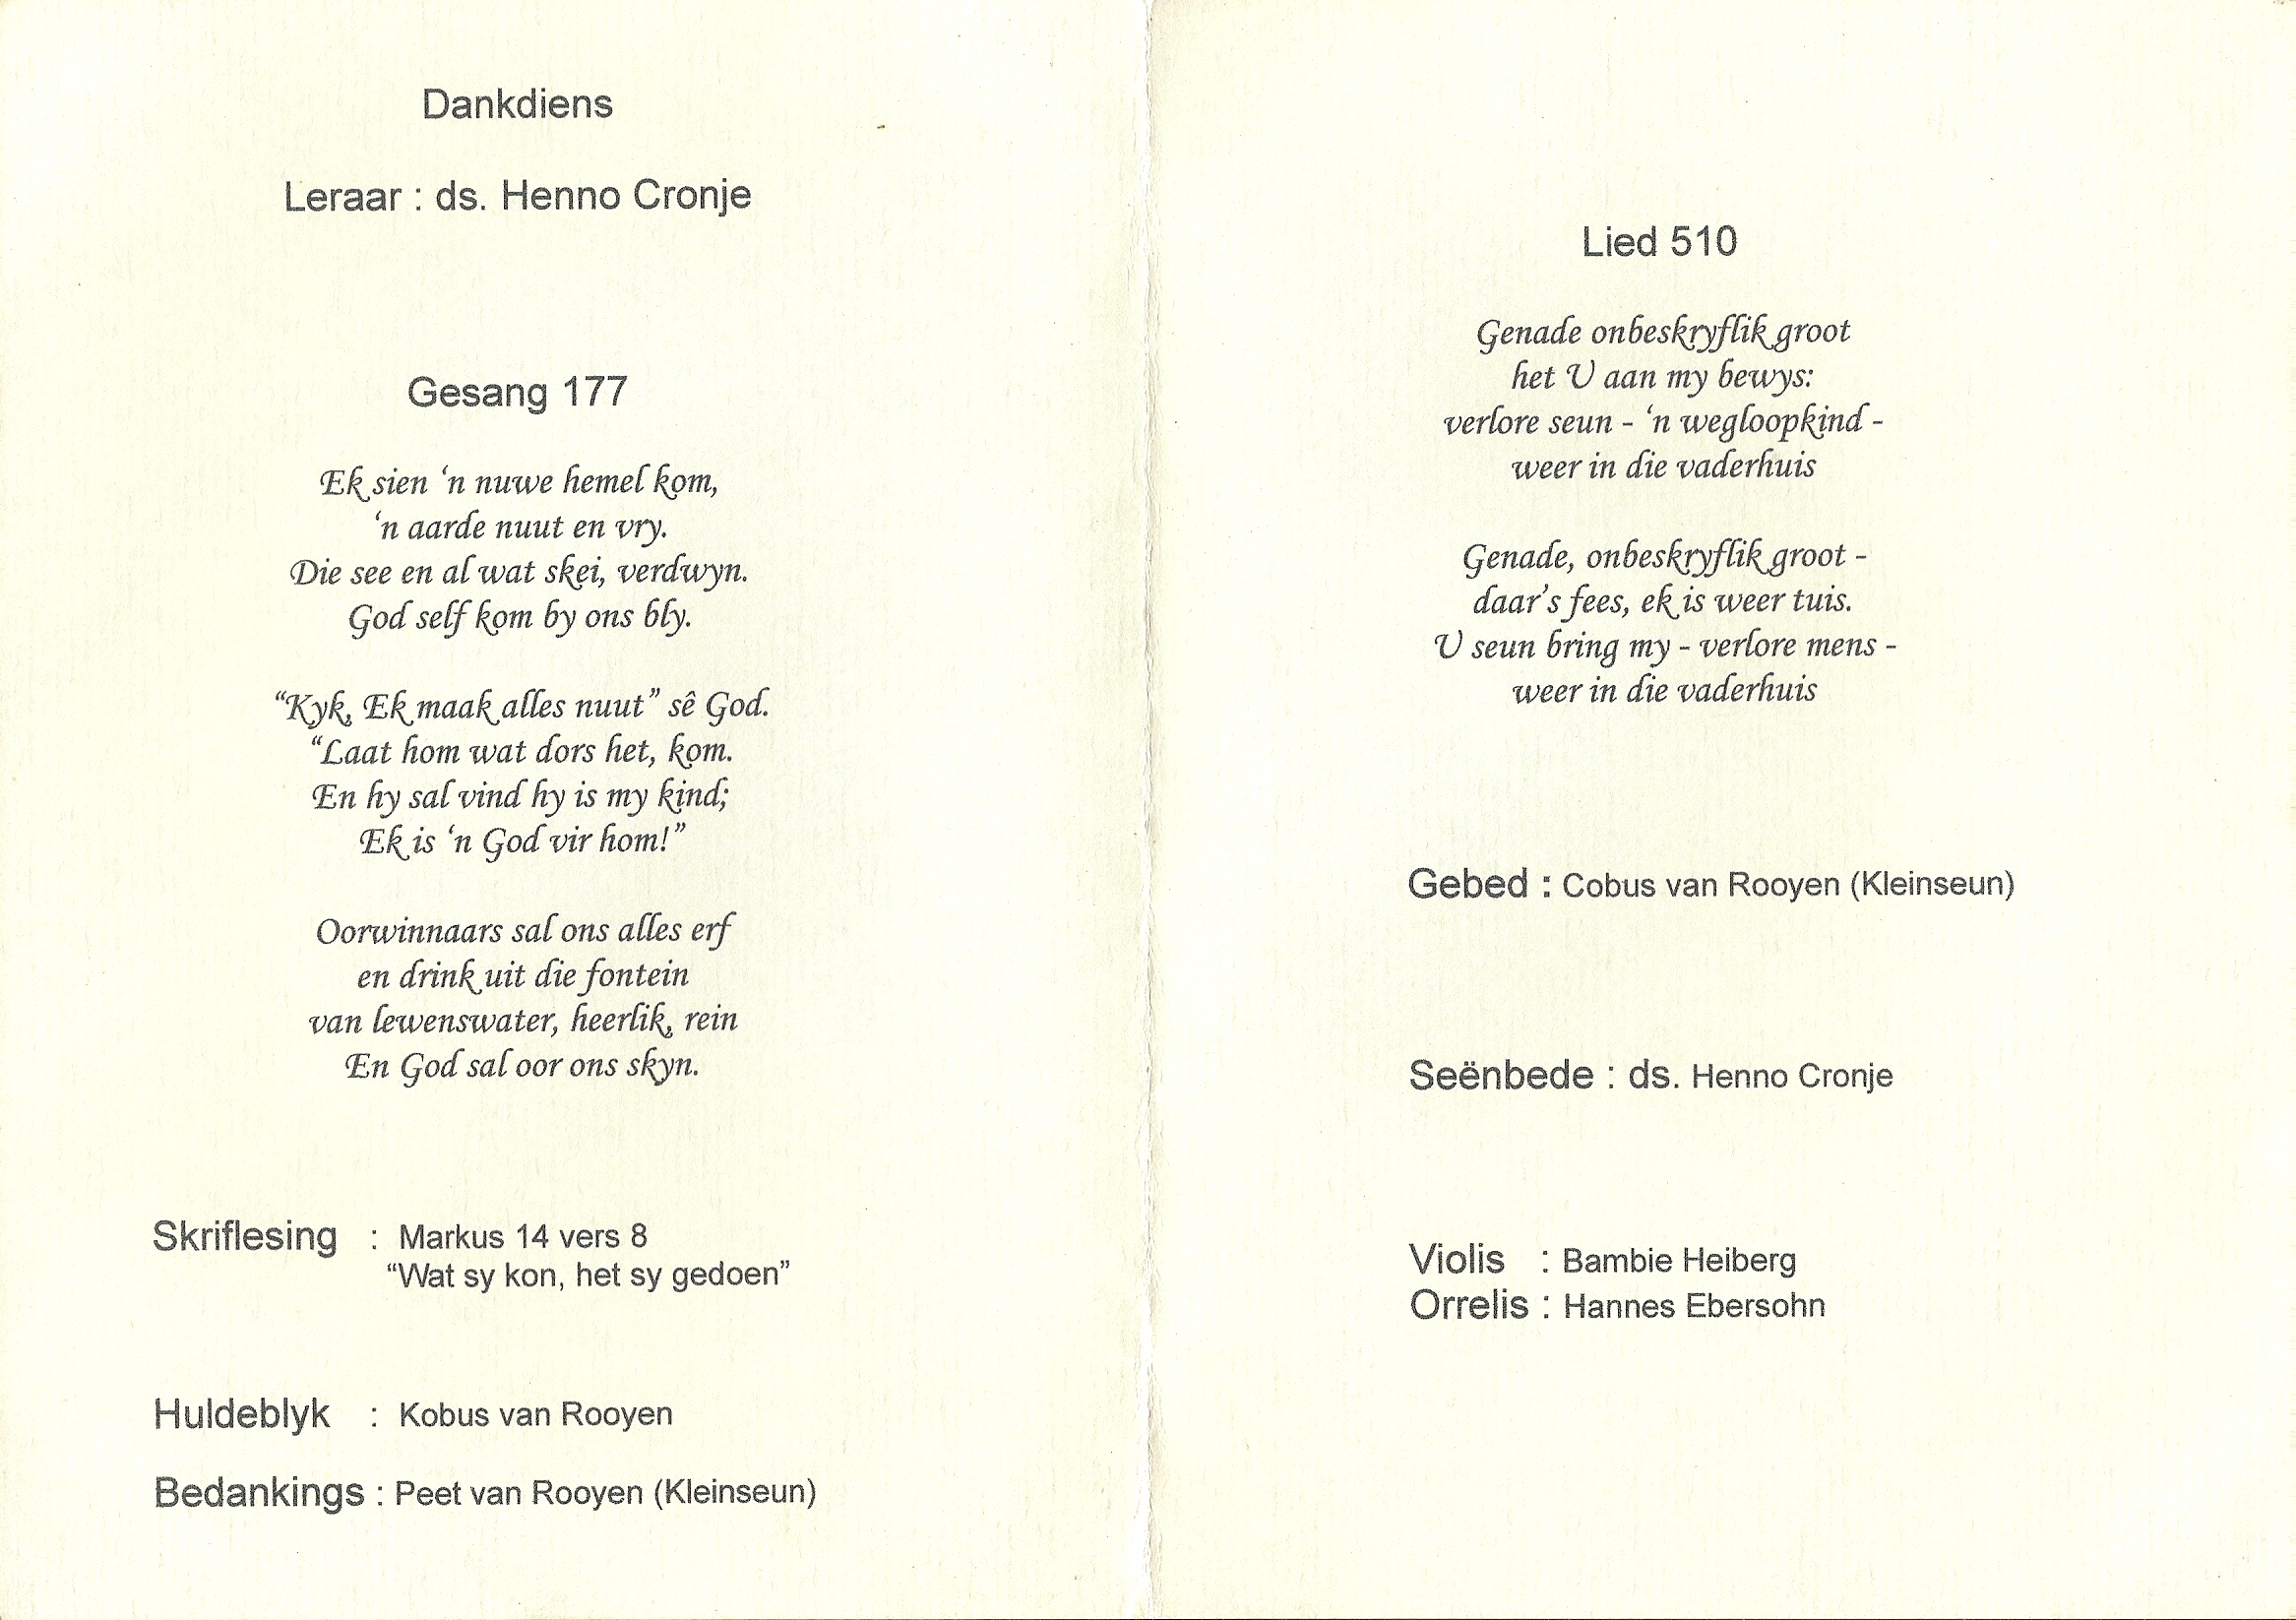 Dankdiens
Leraar : ds. Henno Cronje
Gesang 177
Ek sien ‘n nuwe hemel kom,
‘n aarde nuut en vry.
Die see en al wat skei, verdwyn.
God self kom by ons bly.
“Kyk, Ek maak alles nuut” sê God.
“Laat hom wat dors het, kom.
En hy sal vind hy is my kind;
Ek is ‘n God vir hom!”
Oorwinnaars sal ons alles erf
en drink uit die fontein
van lewenswater, heerlik, rein
En God sal oor ons skyn.
Skriflesing : Markus 14 vers 8
“Wat sy kon, het sy gedoen”
Huldeblyk : Kobus van Rooyen
Bedankings : Peet van Rooyen (Kleinseun)
Lied 510
Genade onbeskryflik groot
het U aan my bewys:
verlore seun - ‘n wegloopkind -
weer in die vaderhuis
Genade, onbeskryflik groot -
daar’s fees, ek is weer tuis.
U seun bring my - verlore mens -
weer in die vaderhuis
Gebed : Cobus van Rooyen (Kleinseun)
Seënbede : ds. Henno Cronje
Violis : Bambie Heiberg
Orrelis : Hannes Ebersohn